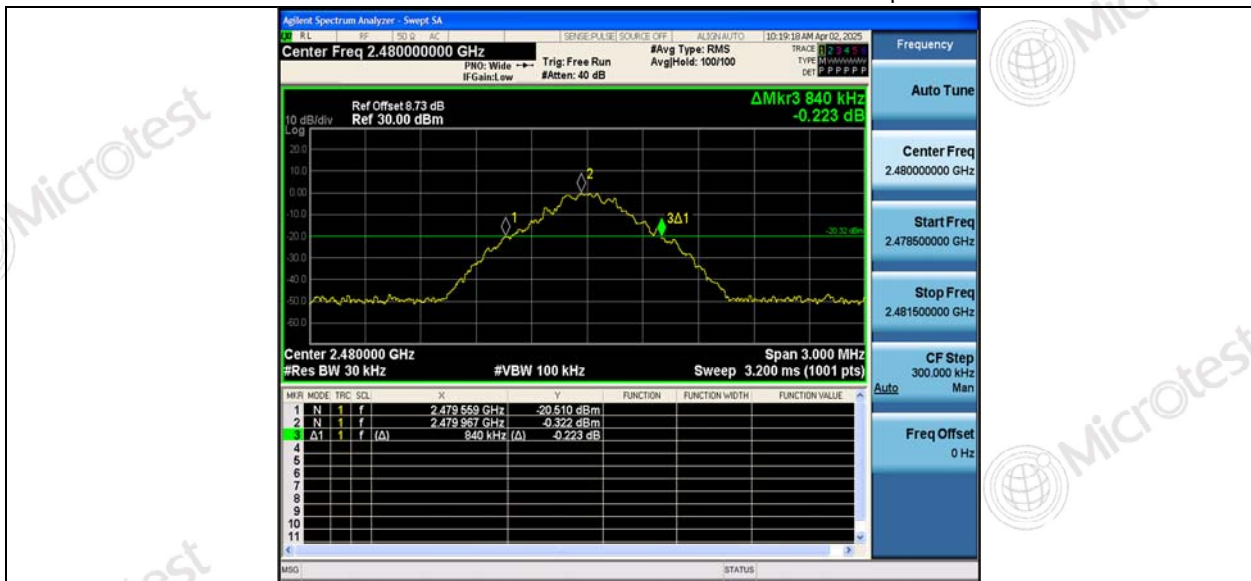 Agilent Spectrum Analyzer - Swept SA
RL RF 50 Ω AC SENSE:PULSE SOURCE OFF ALIGN AUTO 10:19:18 AM Apr 02, 2025
Center Freq 2.480000000 GHz
#Avg Type: RMS
TRACE 1 2 3 4 5 6
PNO: Wide Trig: Free Run Avg|Hold: 100/100
TYPE M WWWWW
IFGain:Low #Atten: 40 dB
DET P P P P P P
ΔMkr3 840 kHz
-0.223 dB
Ref Offset 8.73 dB
10 dB/div Ref 30.00 dBm
Log
20.0
10.0
0.00
-10.0
-20.0
-30.0
-40.0
-50.0
-60.0
1
2
3Δ1
-20.32 dBm
Center 2.480000 GHz Span 3.000 MHz
#Res BW 30 kHz #VBW 100 kHz Sweep 3.200 ms (1001 pts)
MKR MODE TRC SCL X Y FUNCTION FUNCTION WIDTH FUNCTION VALUE
1 N 1 f 2.479 559 GHz -20.510 dBm
2 N 1 f 2.479 967 GHz -0.322 dBm
3 Δ1 1 f (Δ) 840 kHz (Δ) -0.223 dB
4
5
6
7
8
9
10
11
MSG STATUS
Frequency
Auto Tune
Center Freq
2.480000000 GHz
Start Freq
2.478500000 GHz
Stop Freq
2.481500000 GHz
CF Step
300.000 kHz
Auto Man
Freq Offset
0 Hz
Microtest
Microtest
Microtest